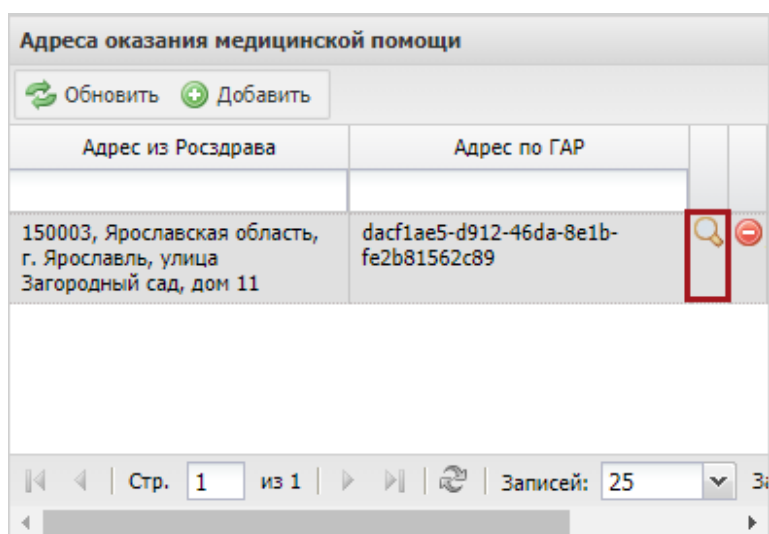 Адреса оказания медицинской помощи
Обновить Добавить
Адрес из Росздрава Адрес по ГАР
150003, Ярославская область, dacf1ae5-d912-46da-8e1b-
г. Ярославль, улица fe2b81562c89
Загородный сад, дом 11
Стр. 1 из 1 Записей: 25